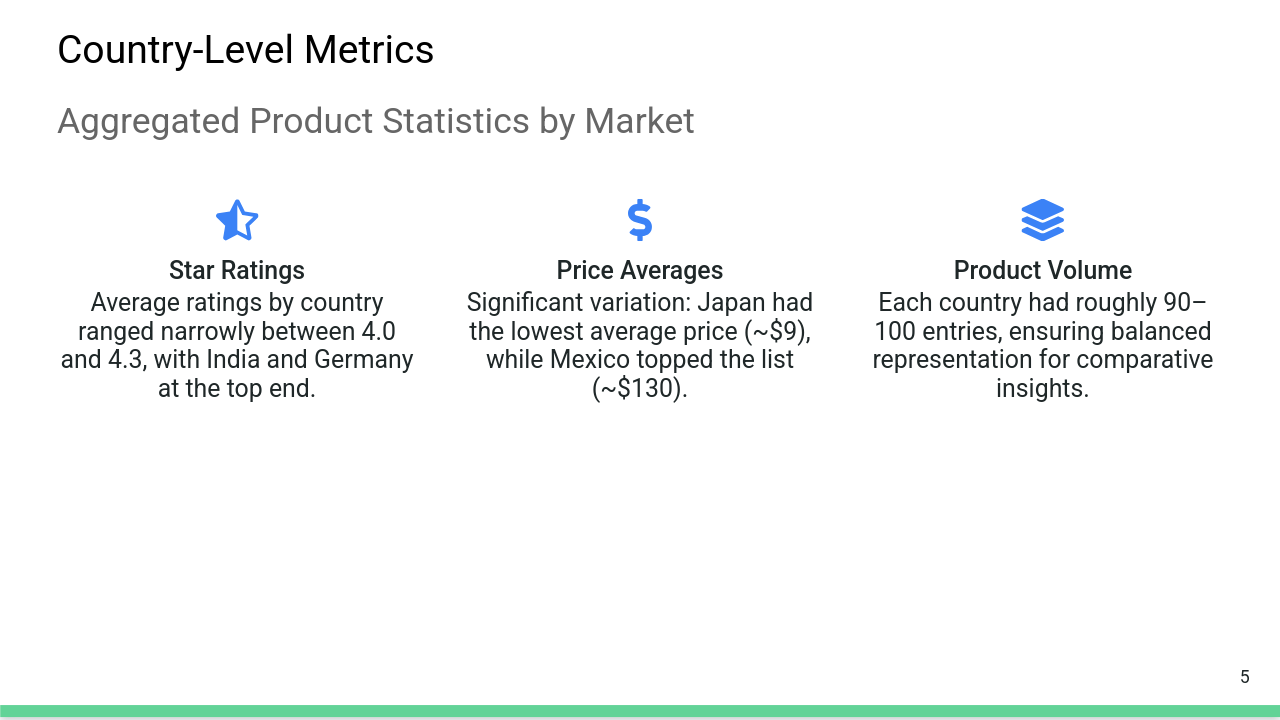 Country-Level Metrics
Aggregated Product Statistics by Market
Star Ratings
Average ratings by country
ranged narrowly between 4.0
and 4.3, with India and Germany
at the top end.
Price Averages
Significant variation: Japan had
the lowest average price (~$9),
while Mexico topped the list
(~$130).
Product Volume
Each country had roughly 90–
100 entries, ensuring balanced
representation for comparative
insights.
5